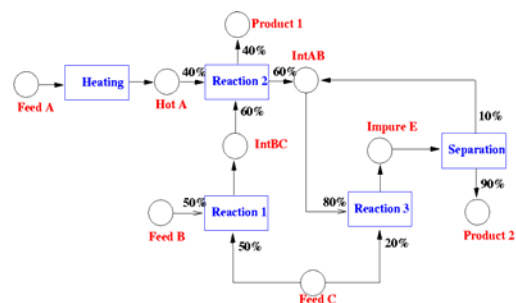 Product 1
40%
IntAB
Heating
40%
Reaction 2
60%
10%
Feed A
Hot A
60%
Impure E
Separation
IntBC
90%
50%
Reaction 1
80%
Reaction 3
Feed B
Product 2
50%
20%
Feed C